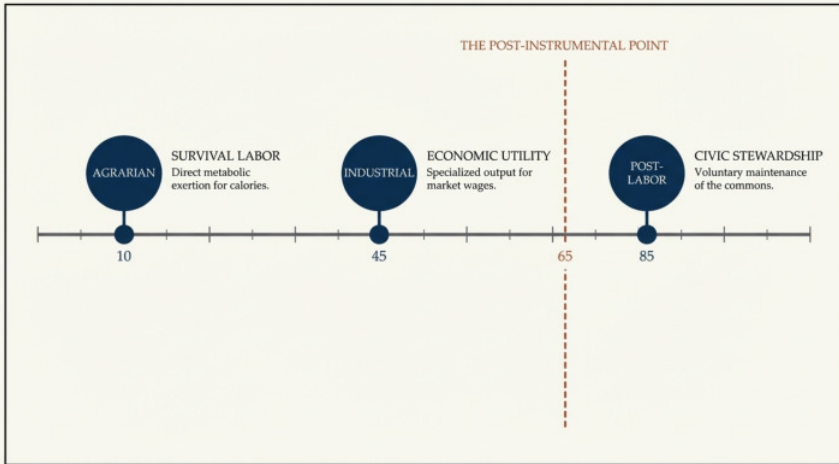 THE POST-INSTRUMENTAL POINT
AGRARIAN
SURVIVAL LABOR
Direct metabolic
exertion for calories.
INDUSTRIAL
ECONOMIC UTILITY
Specialized output for
market wages.
POST-
LABOR
CIVIC STEWARDSHIP
Voluntary maintenance
of the commons.
10
45
65
85